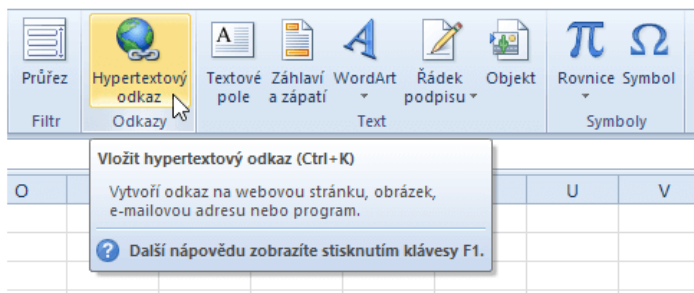 Průřez
Hypertextový
odkaz
Textové
pole
Záhlaví
a zápatí
WordArt
Řádek
podpisu
Objekt
Rovnice
Symbol
Filtr
Odkazy
Text
Symboly
Vložit hypertextový odkaz (Ctrl+K)
Vytvoří odkaz na webovou stránku, obrázek,
e-mailovou adresu nebo program.
Další nápovědu zobrazíte stisknutím klávesy F1.
O
U
V